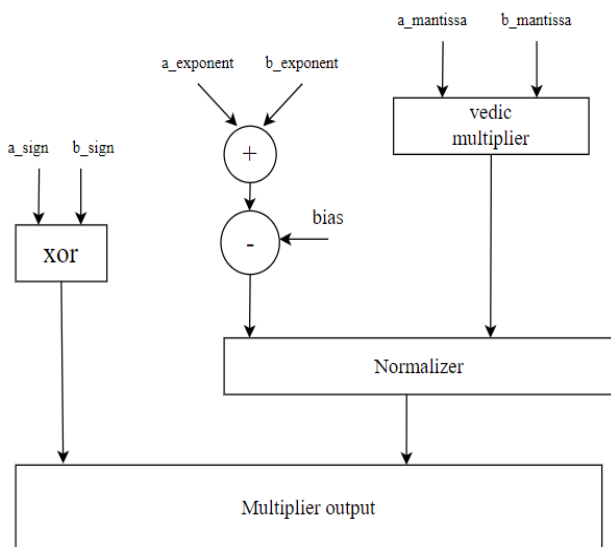 a_mantissa b_mantissa
a_exponent b_exponent
vedic
multiplier
a_sign b_sign
+
bias
-
xor
Normalizer
Multiplier output